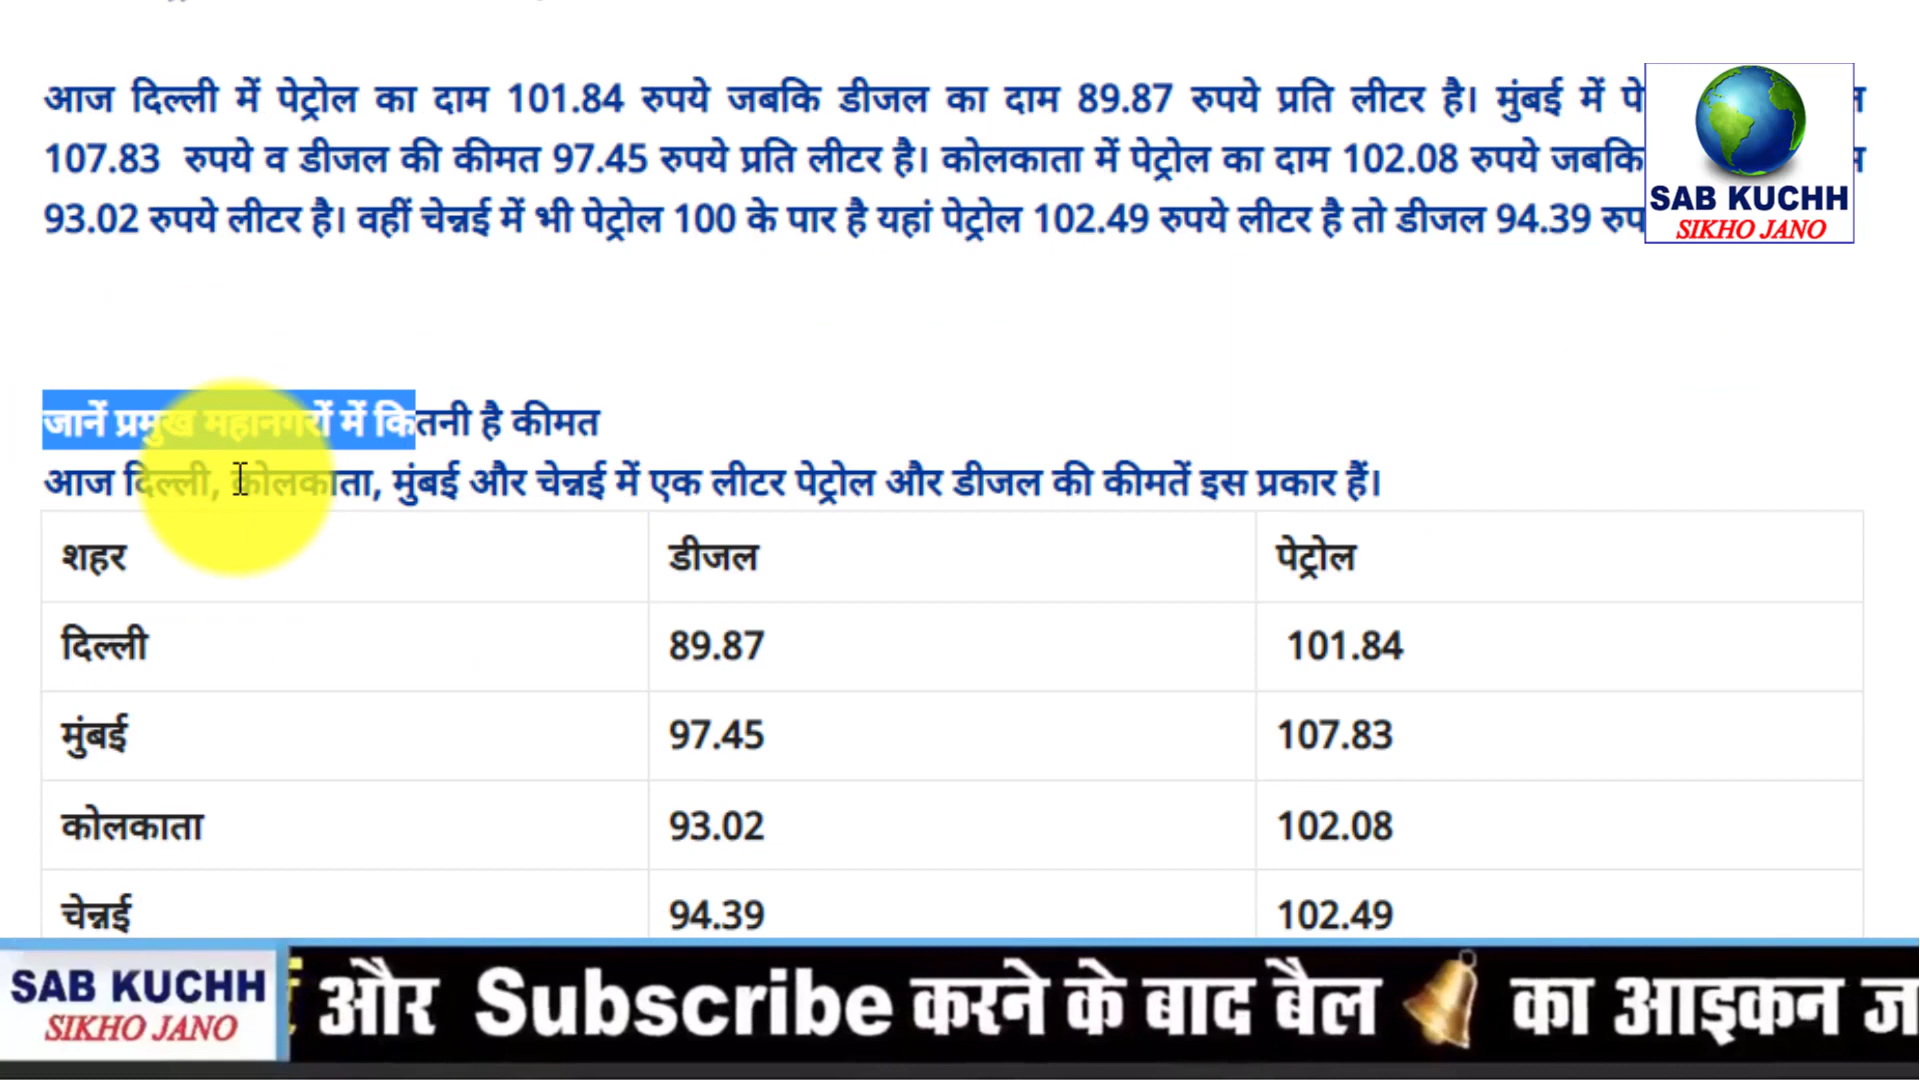 आज दिल्ली में पेट्रोल का दाम 101.84 रुपये जबकि डीजल का दाम 89.87 रुपये प्रति लीटर है। मुंबई में
107.83 रुपये व डीजल की कीमत 97.45 रुपये प्रति लीटर है। कोलकाता में पेट्रोल का दाम 102.08 रुपये जबकि
93.02 रुपये लीटर है। वहीं चेन्नई में भी पेट्रोल 100 के पार है यहां पेट्रोल 102.49 रुपये लीटर है तो डीजल 94.39
SAB KUCHH
SIKHO JANO
जानें प्रमुख महानगरों में कितनी है कीमत
आज दिल्ली, कोलकाता, मुंबई और चेन्नई में एक लीटर पेट्रोल और डीजल की कीमतें इस प्रकार हैं।
शहर डीजल पेट्रोल
दिल्ली 89.87 101.84
मुंबई 97.45 107.83
कोलकाता 93.02 102.08
चेन्नई 94.39 102.49
SAB KUCHH
SIKHO JANO
और Subscribe करने के बाद बैल का आइकन